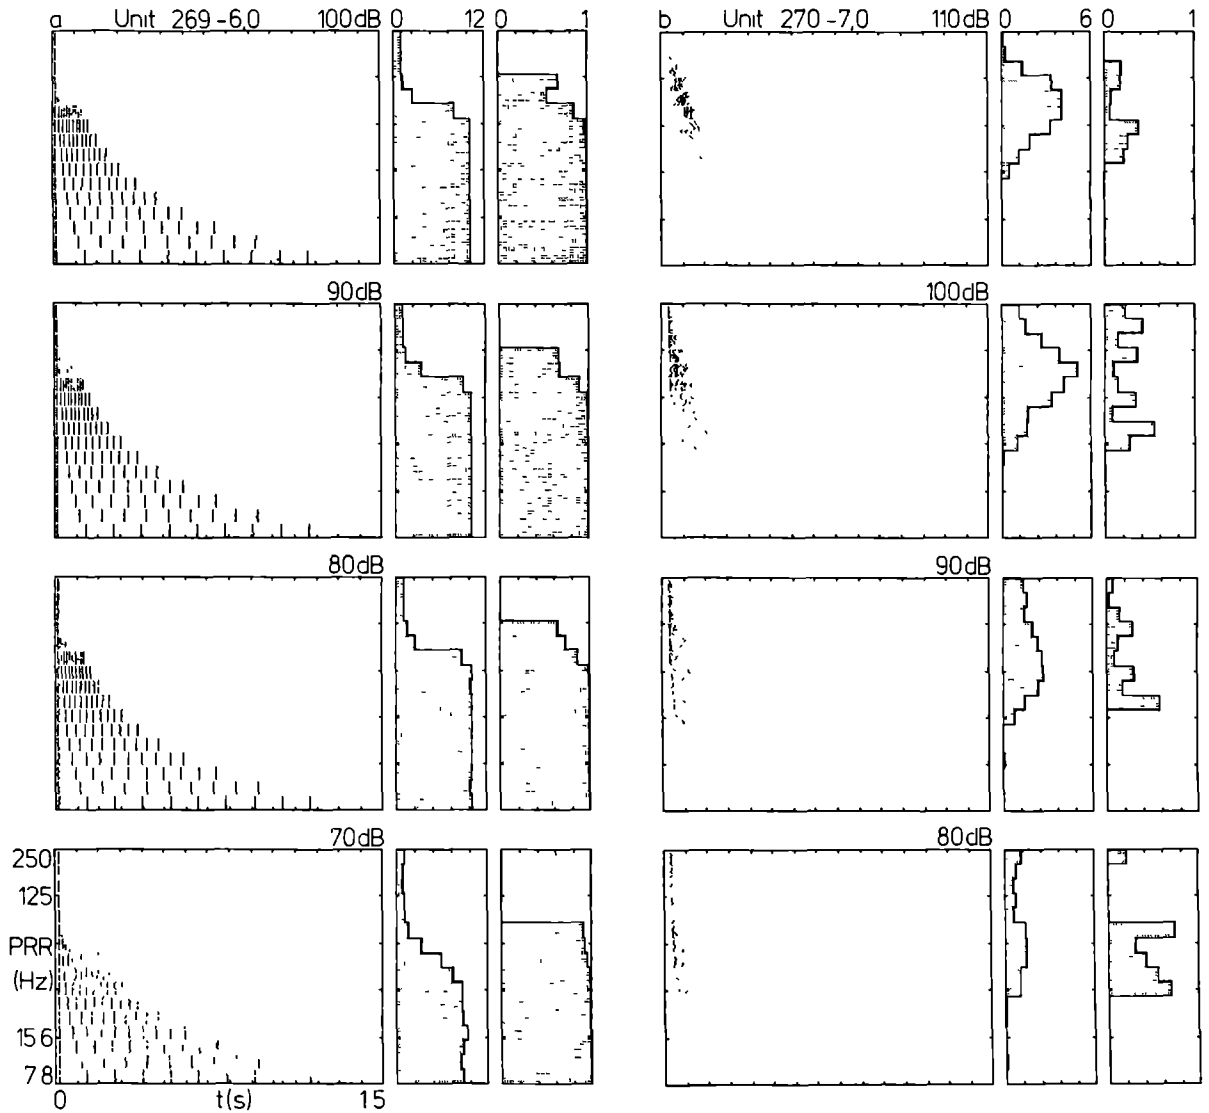 a Unit 269-6,0 100dB 0 12 0 1
b Unit 270-7,0 110dB 0 6 0 1
90dB
100dB
80dB
90dB
70dB
80dB
250
125
PRR
(Hz)
15 6
7 8
0 t(s) 15